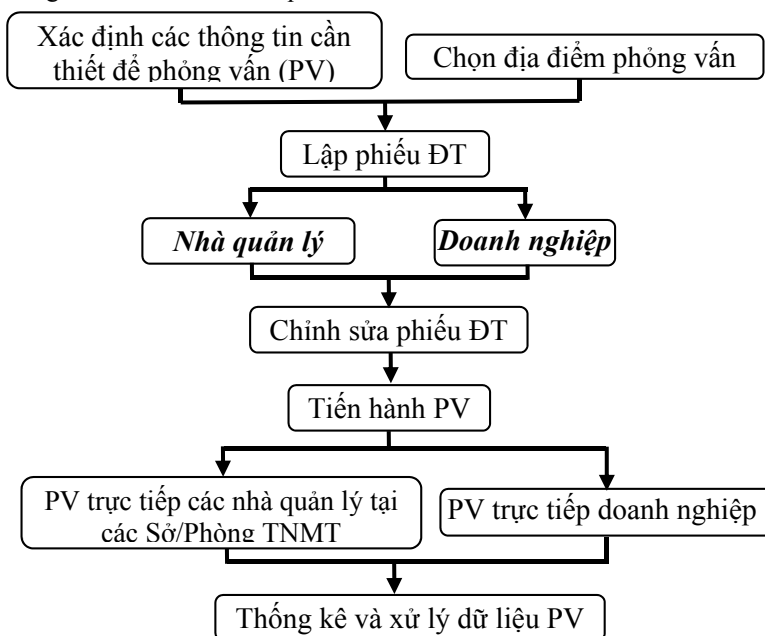 Xác định các thông tin cần
thiết để phỏng vấn (PV)
Chọn địa điểm phỏng vấn
Lập phiếu ĐT
Nhà quản lý
Doanh nghiệp
Chỉnh sửa phiếu ĐT
Tiến hành PV
PV trực tiếp các nhà quản lý tại
các Sở/Phòng TNMT
PV trực tiếp doanh nghiệp
Thống kê và xử lý dữ liệu PV